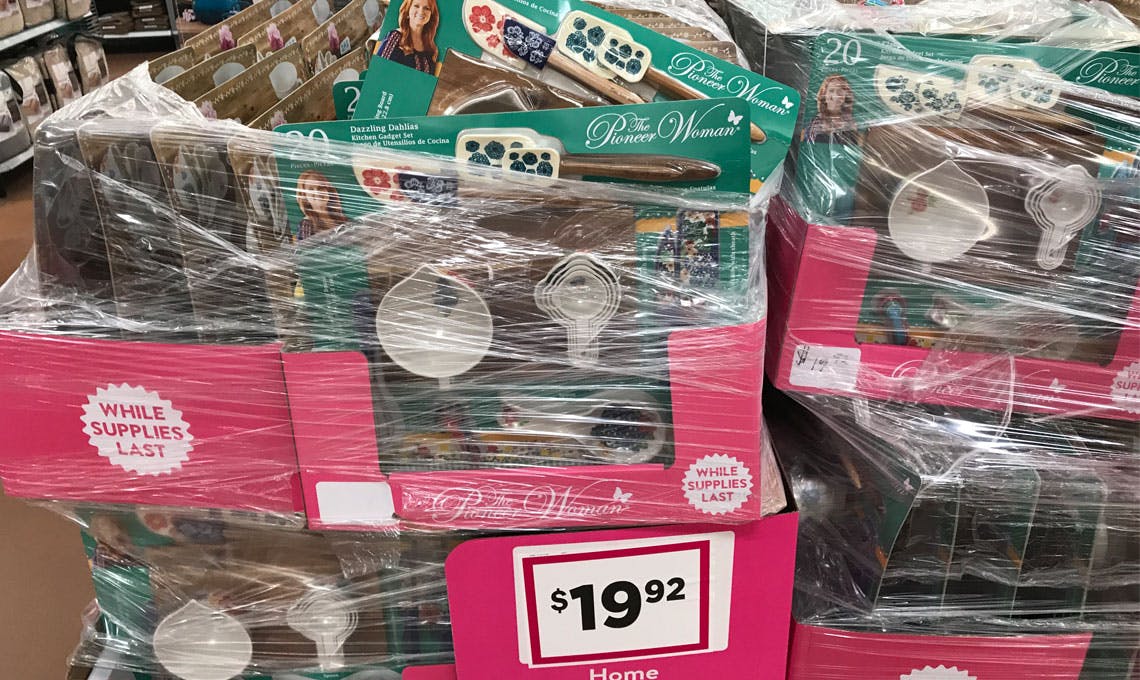 The
Pioneer Woman
20
The
Pioneer Woman
20
Dazzling Dahlias
Kitchen Gadget Set
Juego de Utensilios de Cocina
The
Pioneer Woman
WHILE
SUPPLIES
LAST
WHILE
SUPPLIES
LAST
The
Pioneer Woman
$19.92
Home